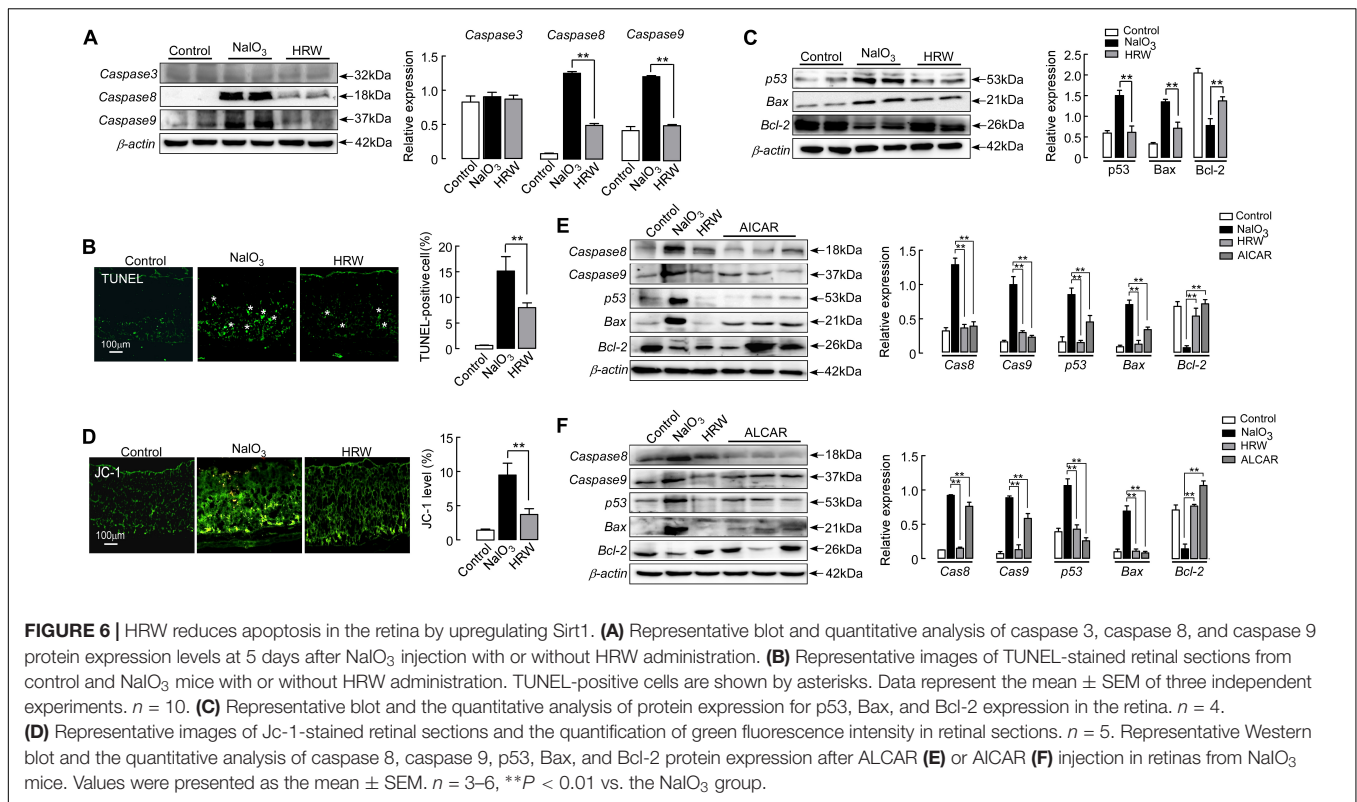 A
Control NaIO3 HRW
Caspase3 32kDa
Caspase8 18kDa
Caspase9 37kDa
β-actin 42kDa
Caspase3 Caspase8 Caspase9
** **
Relative expression
1.5
1.0
0.5
0
Control NaIO3 HRW Control NaIO3 HRW Control NaIO3 HRW
C
Control NaIO3 HRW
p53 53kDa
Bax 21kDa
Bcl-2 26kDa
β-actin 42kDa
Control
NaIO3
HRW
Relative expression
2.5
2.0
1.5
1.0
0.5
0
** ** **
p53 Bax Bcl-2
B
Control NaIO3 HRW
TUNEL
* * * * * * * * * *
100μm
TUNEL-positive cell (%)
20
15
10
5
0
**
Control NaIO3 HRW
E
Control NaIO3 HRW AICAR
Caspase8 18kDa
Caspase9 37kDa
p53 53kDa
Bax 21kDa
Bcl-2 26kDa
β-actin 42kDa
Control
NaIO3
HRW
AICAR
Relative expression
1.5
1.0
0.5
0
** ** ** ** **
** ** ** ** **
Cas8 Cas9 p53 Bax Bcl-2
D
Control NaIO3 HRW
JC-1
100μm
JC-1 level (%)
15
10
5
0
**
Control NaIO3 HRW
F
Control NaIO3 HRW ALCAR
Caspase8 18kDa
Caspase9 37kDa
p53 53kDa
Bax 21kDa
Bcl-2 26kDa
β-actin 42kDa
Control
NaIO3
HRW
ALCAR
Relative expression
1.5
1.0
0.5
0
** ** ** ** **
** ** ** ** **
Cas8 Cas9 p53 Bax Bcl-2
FIGURE 6 | HRW reduces apoptosis in the retina by upregulating Sirt1. (A) Representative blot and quantitative analysis of caspase 3, caspase 8, and caspase 9
protein expression levels at 5 days after NaIO3 injection with or without HRW administration. (B) Representative images of TUNEL-stained retinal sections from
control and NaIO3 mice with or without HRW administration. TUNEL-positive cells are shown by asterisks. Data represent the mean ± SEM of three independent
experiments. n = 10. (C) Representative blot and the quantitative analysis of protein expression for p53, Bax, and Bcl-2 expression in the retina. n = 4.
(D) Representative images of Jc-1-stained retinal sections and the quantification of green fluorescence intensity in retinal sections. n = 5. Representative Western
blot and the quantitative analysis of caspase 8, caspase 9, p53, Bax, and Bcl-2 protein expression after ALCAR (E) or AICAR (F) injection in retinas from NaIO3
mice. Values were presented as the mean ± SEM. n = 3–6, **P < 0.01 vs. the NaIO3 group.